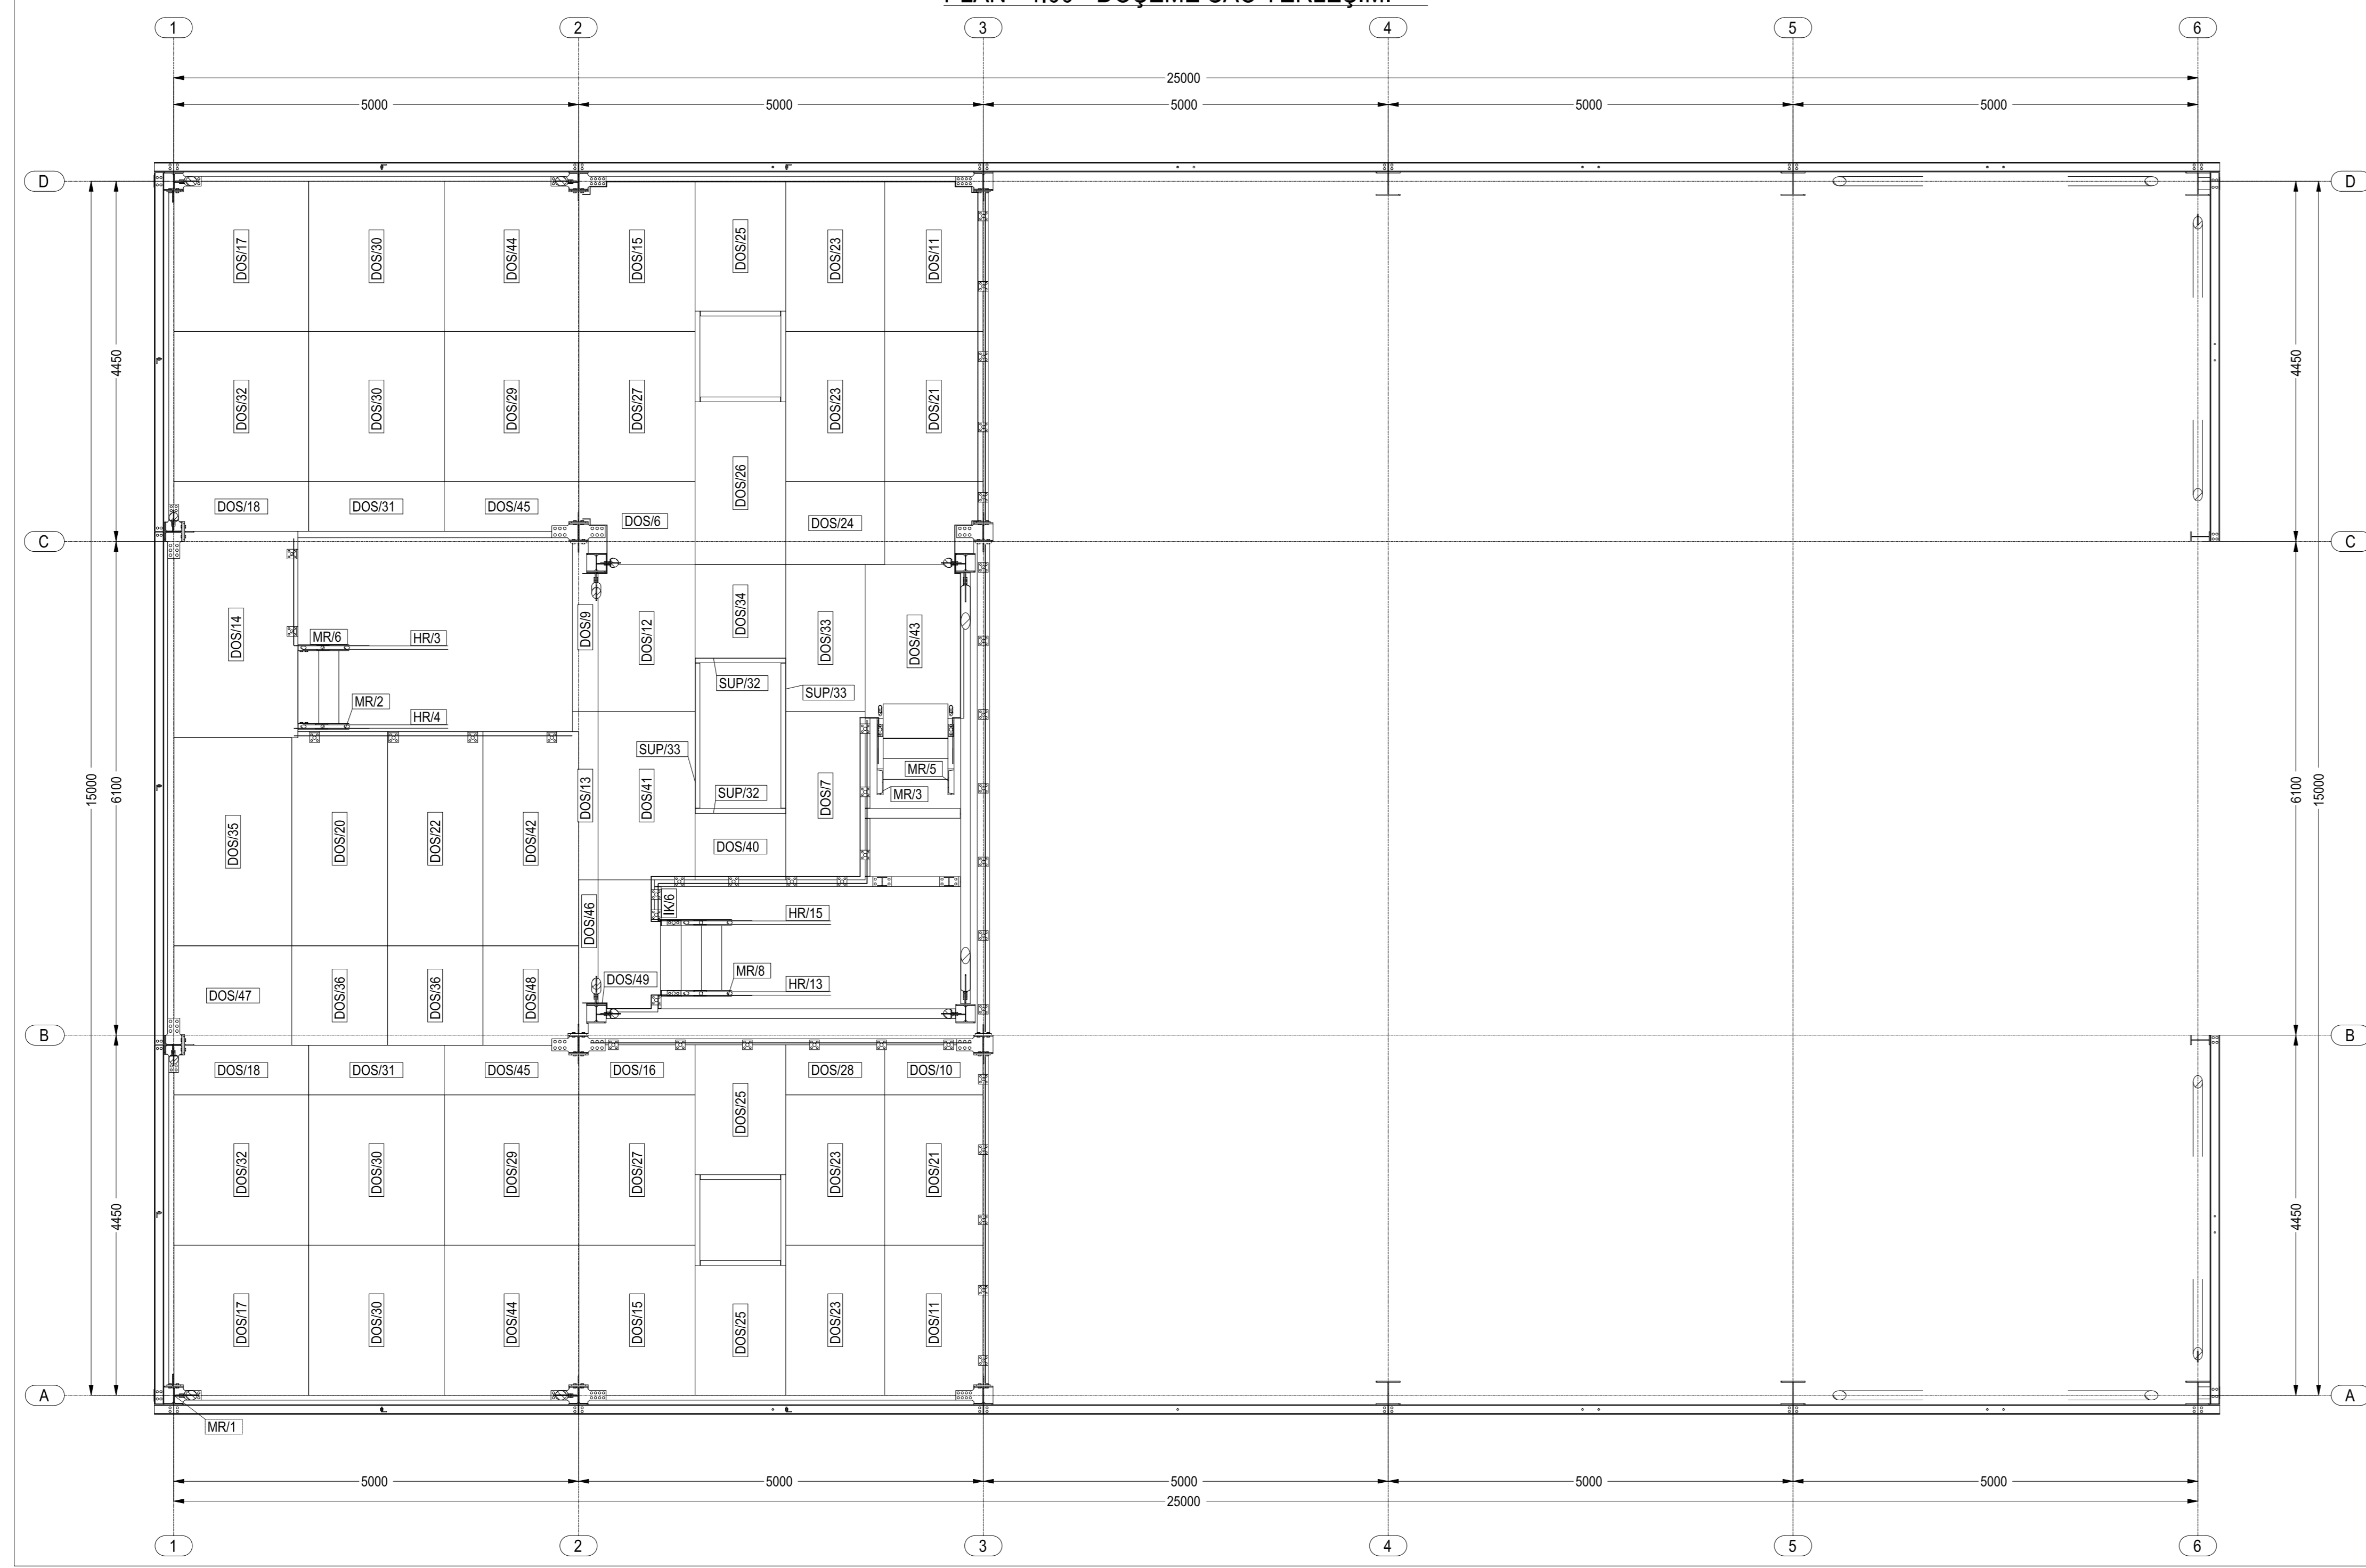 1 2 3 4 5 6
25000
5000 5000 5000 5000 5000
D D
DOS/17 DOS/30 DOS/44 DOS/15 DOS/25 DOS/23 DOS/11
4450 4450
DOS/32 DOS/30 DOS/29 DOS/27 DOS/23 DOS/21
DOS/26
DOS/18 DOS/31 DOS/45
DOS/6 DOS/24
C C
DOS/14 DOS/9 DOS/12 DOS/34 DOS/33 DOS/43
MR/6 HR/3
SUP/32 SUP/33
MR/2
HR/4
SUP/33
MR/5
15000 6100 6100 15000
SUP/32 MR/3
DOS/13 DOS/41 DOS/7
DOS/35 DOS/20 DOS/22 DOS/42
DOS/40
IK/6
HR/15
DOS/46
MR/8
DOS/49 HR/13
DOS/47 DOS/36 DOS/36 DOS/48
B B
DOS/18 DOS/31 DOS/45 DOS/16 DOS/28 DOS/10
DOS/25
DOS/32 DOS/30 DOS/29 DOS/27 DOS/23 DOS/21
4450 4450
DOS/17 DOS/30 DOS/44 DOS/15 DOS/25 DOS/23 DOS/11
A A
MR/1
5000 5000 5000 5000 5000
25000
1 2 3 4 5 6